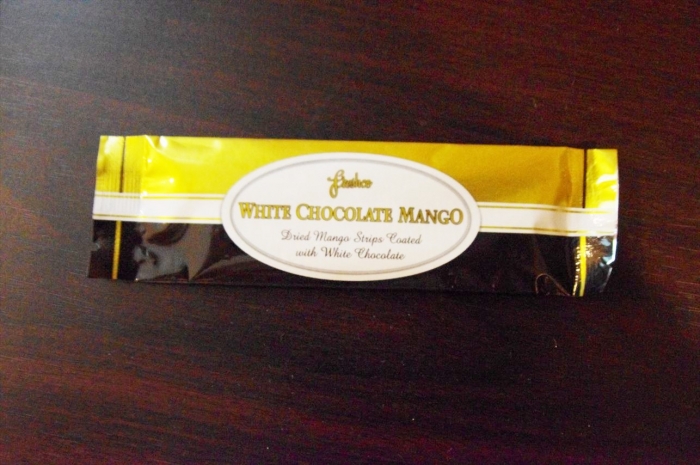 WHITE CHOCOLATE MANGO
Dried Mango Strips Coated
with White Chocolate